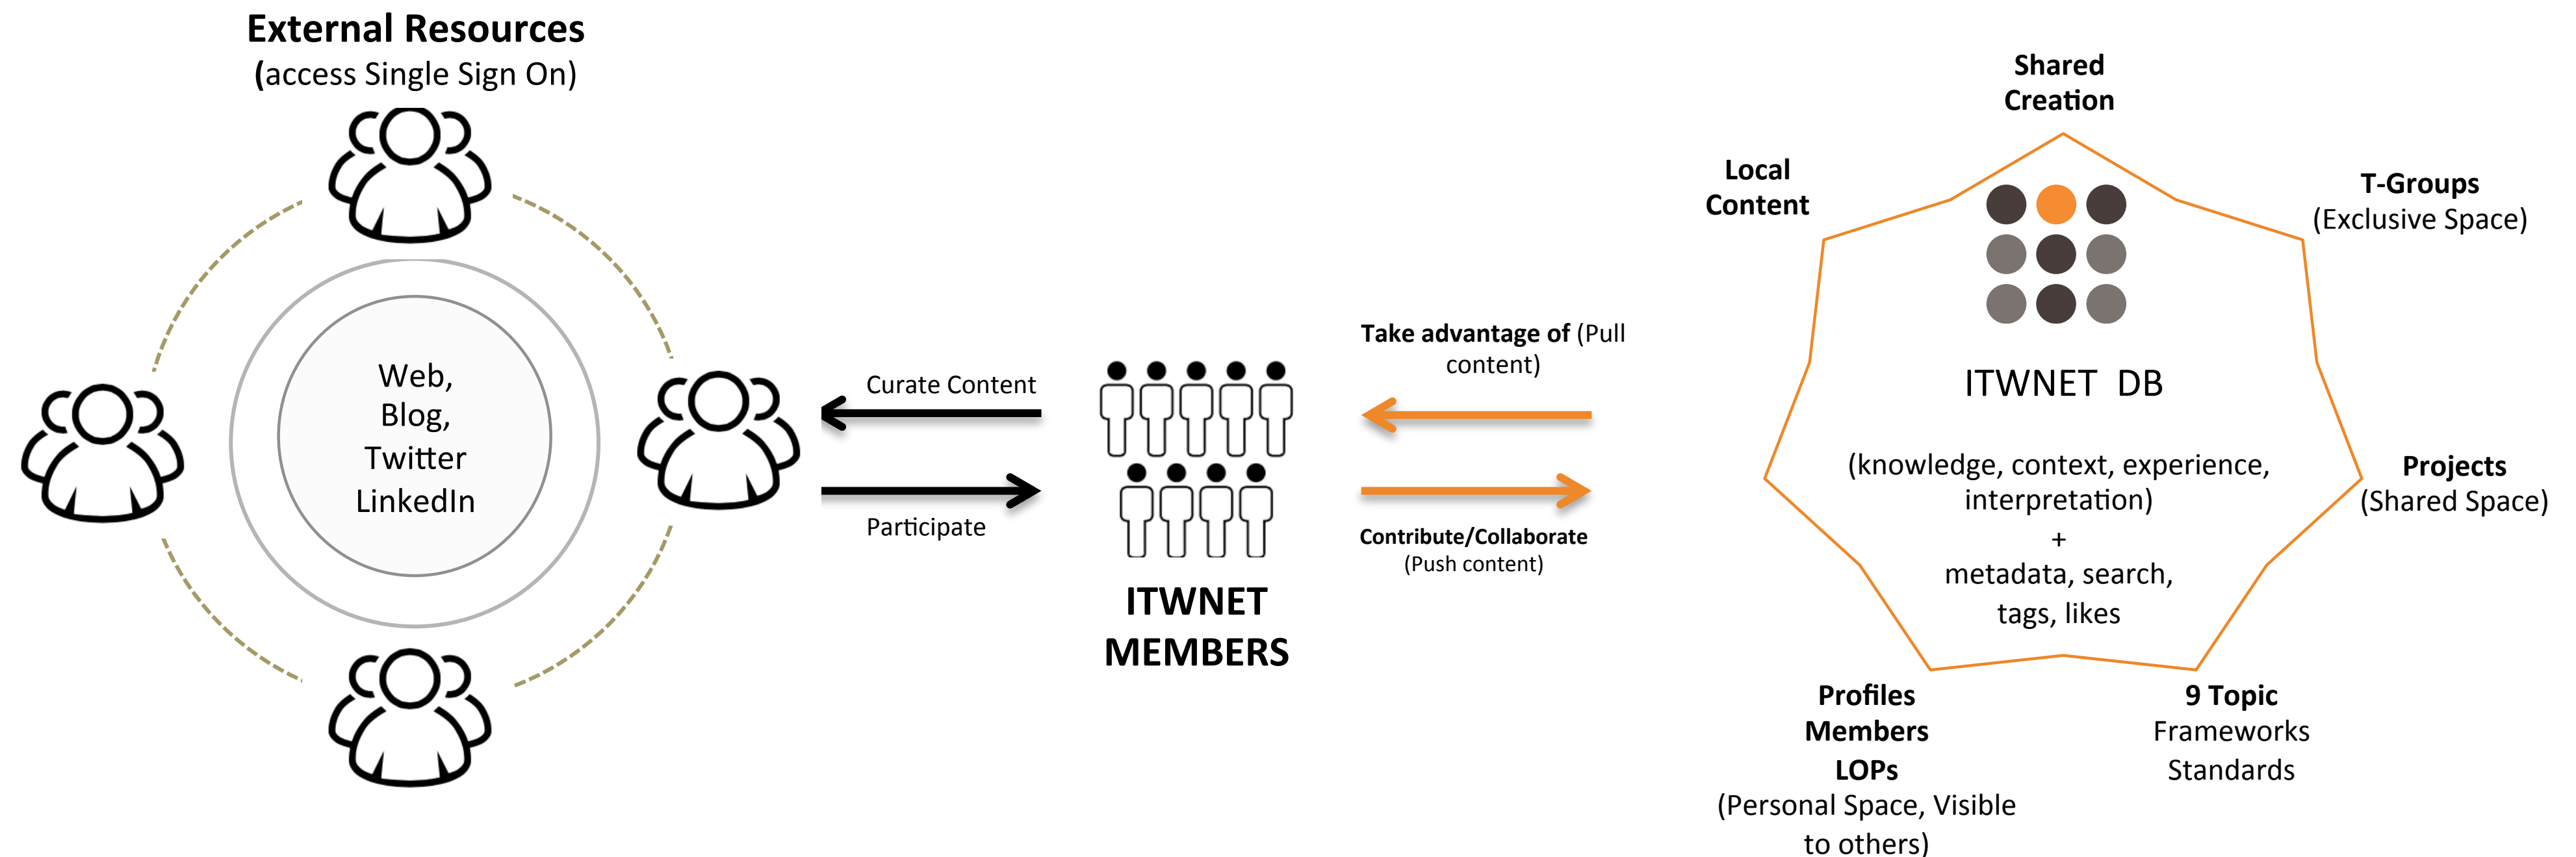 External Resources
(access Single Sign On)
Web,
Blog,
Twitter
LinkedIn
Curate Content
Participate
ITWNET
MEMBERS
Take advantage of (Pull
content)
Contribute/Collaborate
(Push content)
Shared
Creation
Local
Content
T-Groups
(Exclusive Space)
ITWNET DB
(knowledge, context, experience,
interpretation)
+
metadata, search,
tags, likes
Projects
(Shared Space)
Profiles
Members
LOPs
(Personal Space, Visible
to others)
9 Topic
Frameworks
Standards